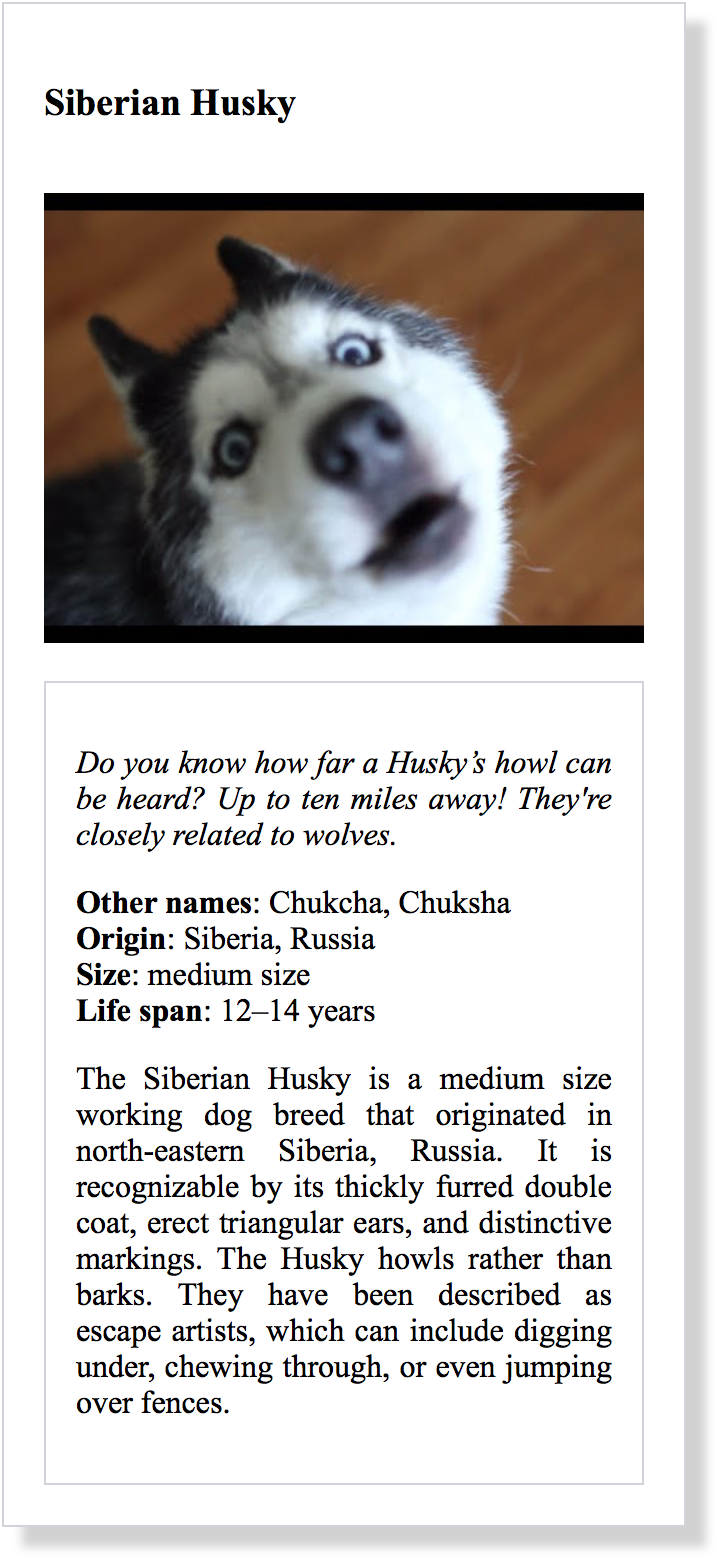 Siberian Husky
Do you know how far a Husky’s howl can
be heard? Up to ten miles away! They're
closely related to wolves.
Other names: Chukcha, Chuksha
Origin: Siberia, Russia
Size: medium size
Life span: 12–14 years
The Siberian Husky is a medium size
working dog breed that originated in
north-eastern Siberia, Russia. It is
recognizable by its thickly furred double
coat, erect triangular ears, and distinctive
markings. The Husky howls rather than
barks. They have been described as
escape artists, which can include digging
under, chewing through, or even jumping
over fences.